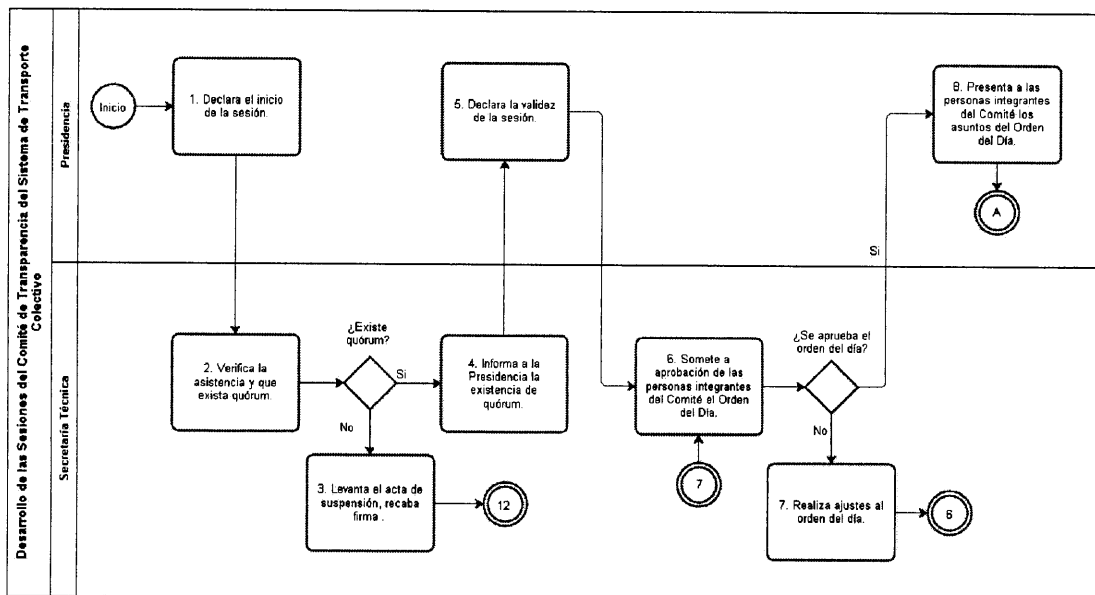 Desarrollo de las Sesiones del Comité de Transparencia del Sistema de Transporte
Colectivo
Presidencia
Inicio
1. Declara el inicio
de la sesión.
5. Declara la validez
de la sesión.
8. Presenta a las
personas integrantes
del Comité los
asuntos del Orden
del Día.
A
Si
Secretaría Técnica
2. Verifica la
asistencia y que
exista quórum.
¿Existe
quórum?
Si
No
4. Informa a la
Presidencia la
existencia de
quórum.
3. Levanta el acta de
suspensión, recaba
firma .
12
6. Somete a
aprobación de las
personas integrantes
del Comité el Orden
del Día.
7
¿Se aprueba el
orden del día?
No
7. Realiza ajustes al
orden del día.
6